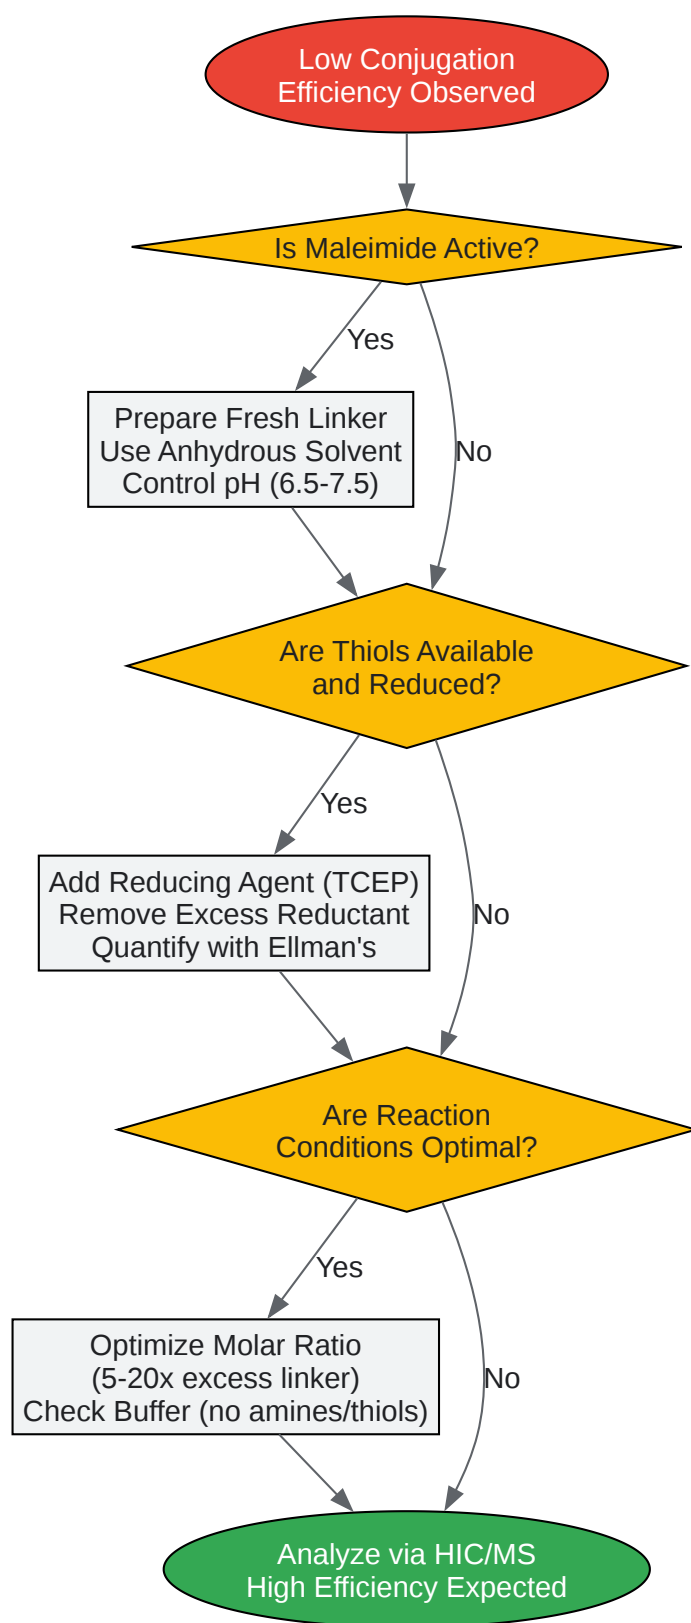 Low Conjugation
Efficiency Observed
Is Maleimide Active?
Yes
Prepare Fresh Linker
Use Anhydrous Solvent
Control pH (6.5-7.5)
No
Are Thiols Available
and Reduced?
Yes
Add Reducing Agent (TCEP)
Remove Excess Reductant
Quantify with Ellman's
No
Are Reaction
Conditions Optimal?
Yes
Optimize Molar Ratio
(5-20x excess linker)
Check Buffer (no amines/thiols)
No
Analyze via HIC/MS
High Efficiency Expected